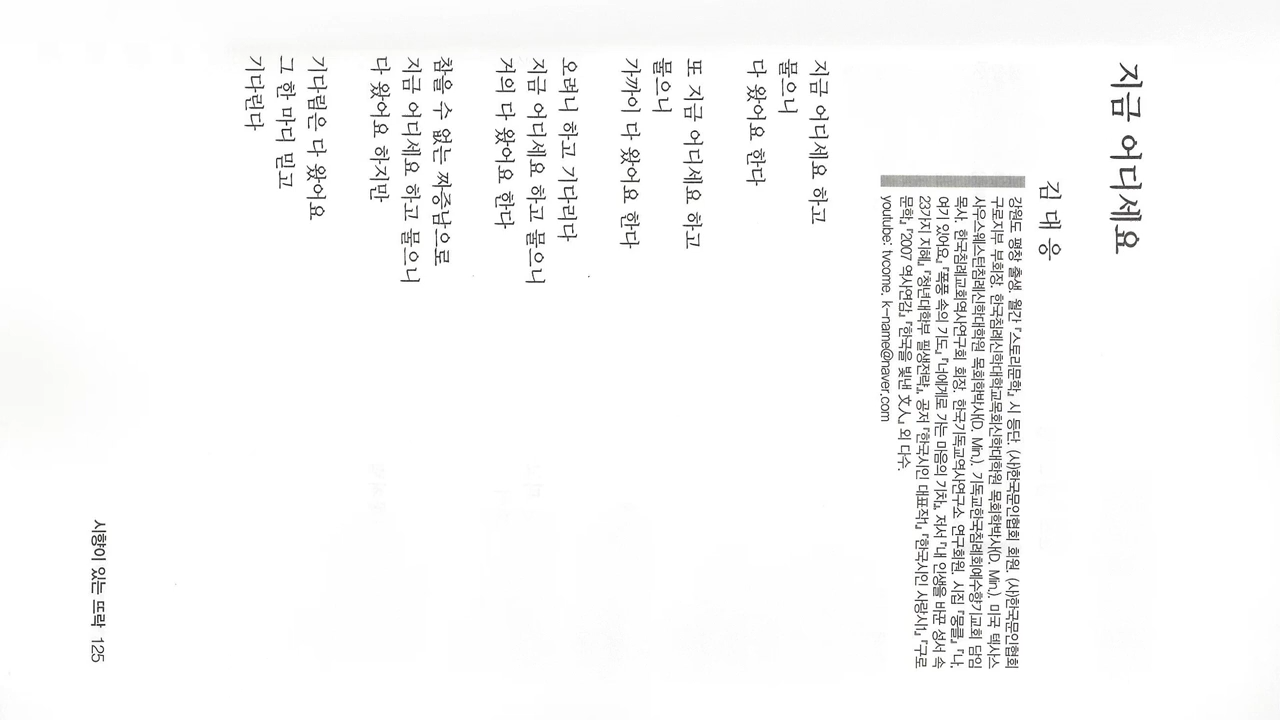 지금 어디세요
김 대 응
강원도 평창 출생. 월간 『스토리문학』 시 등단. (사)한국문인협회 회원. (사)한국문인협회
구로지부 부회장. 한국침례신학대학교목회신학대학원 목회학박사(D. Min.). 미국 텍사스
사우스웨스턴침례신학대학원 목회학박사(D. Min.). 기독교한국침례회예수향기교회 담임
목사. 한국침례교회역사연구회 회장. 한국기독교역사연구소 연구회원. 시집 『뭉클』, 『나,
여기 있어요』, 『폭풍 속의 기도』, 『너에게로 가는 마음의 기차』, 저서 『내 인생을 바꾼 성서 속
23가지 지혜』, 『청년대학부 필생전략』, 공저 『한국시인 대표작1』, 『한국시인 사랑시1』, 『구로
문학』, 『2007 역사연감』, 『한국을 빛낸 文人』 외 다수.
youtube: tvcome. k-name@naver.com
지금 어디세요 하고
물으니
다 왔어요 한다
또 지금 어디세요 하고
물으니
가까이 다 왔어요 한다
오려니 하고 기다리다
지금 어디세요 하고 물으니
거의 다 왔어요 한다
참을 수 없는 짜증남으로
지금 어디세요 하고 물으니
다 왔어요 하지만
기다림은 다 왔어요
그 한 마디 믿고
기다린다
시향이 있는 뜨락 125